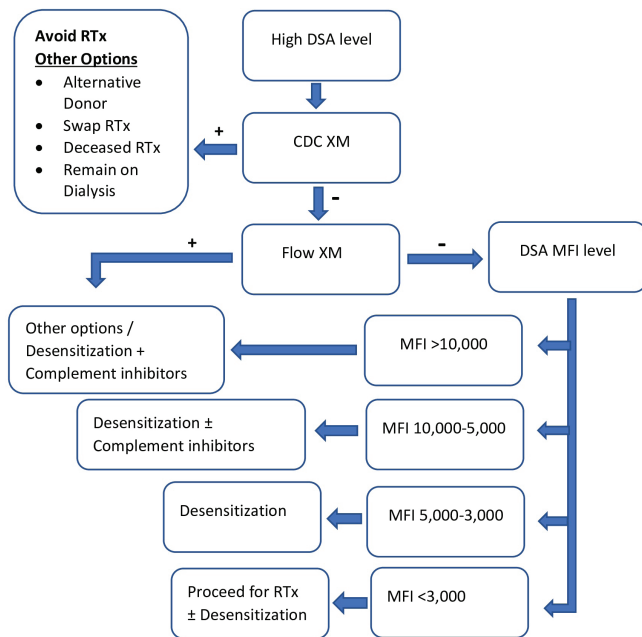 Avoid RTx
Other Options
• Alternative
Donor
• Swap RTx
• Deceased RTx
• Remain on
Dialysis
High DSA level
+
CDC XM
-
+
Flow XM
-
DSA MFI level
Other options /
Desensitization +
Complement inhibitors
MFI >10,000
Desensitization ±
Complement inhibitors
MFI 10,000-5,000
Desensitization
MFI 5,000-3,000
Proceed for RTx
± Desensitization
MFI <3,000